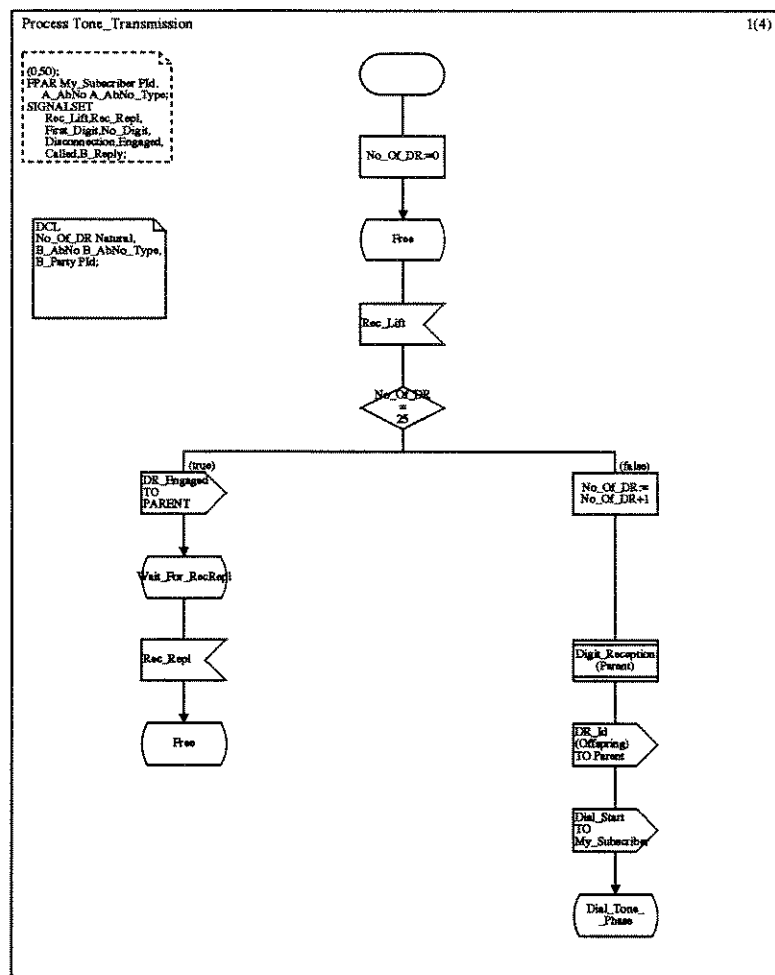 Process Tone_Transmission
1(4)
(0,50);
FPAR My_Subscriber PId,
A_AbNo A_AbNo_Type;
SIGNALSET
Rec_Lift,Rec_Repl,
First_Digit,No_Digit,
Disconnection,Engaged,
Called,B_Reply;
DCL
No_Of_DR Natural,
B_AbNo B_AbNo_Type,
B_Party PId;
No_Of_DR:=0
Free
Rec_Lift
No_Of_DR
=
25
(true)
DR_Engaged
TO
PARENT
Wait_For_RecRepl
Rec_Repl
Free
(false)
No_Of_DR:=
No_Of_DR+1
Digit_Reception
(Parent)
DR_Id
(Offspring)
TO Parent
Dial_Start
TO
My_Subscriber
Dial_Tone_
_Phase